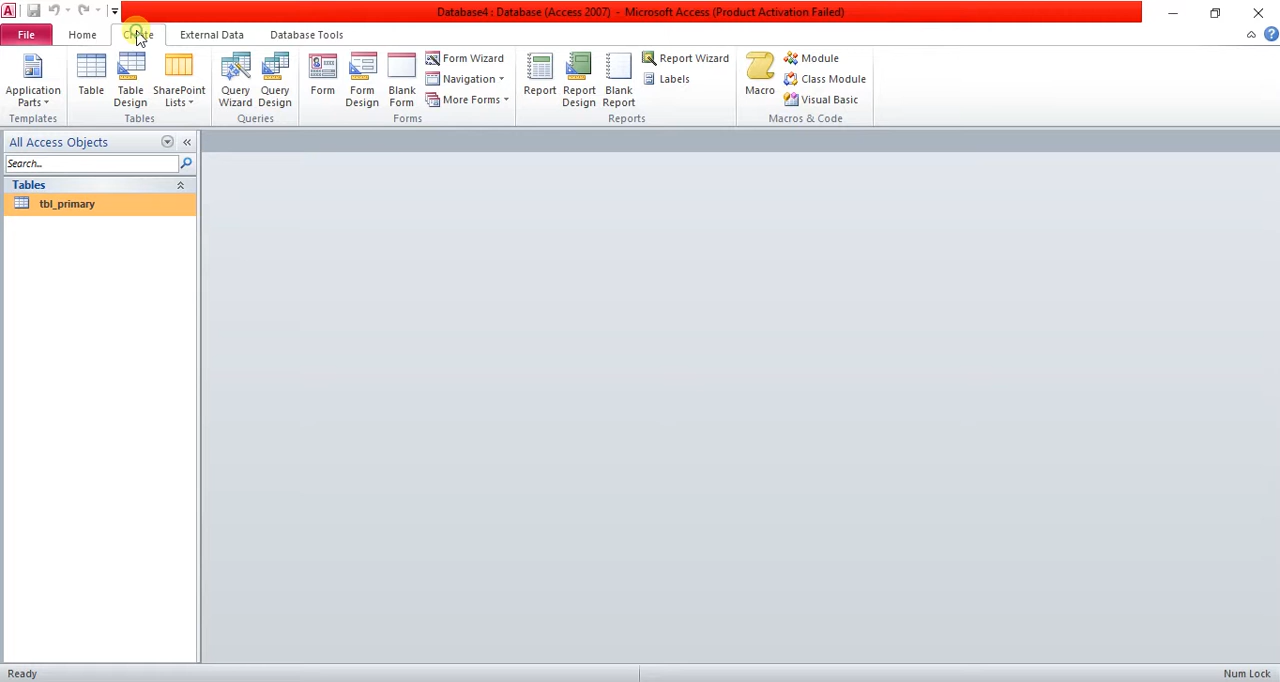 A
Database4 : Database (Access 2007) - Microsoft Access (Product Activation Failed)
File Home Create External Data Database Tools
Application Parts Table Table Design SharePoint Lists Query Wizard Query Design Form Form Design Blank Form Form Wizard Navigation More Forms Report Report Design Blank Report Report Wizard Labels Macro Module Class Module Visual Basic
Templates Tables Queries Forms Reports Macros & Code
All Access Objects
Search...
Tables
tbl_primary
Ready Num Lock